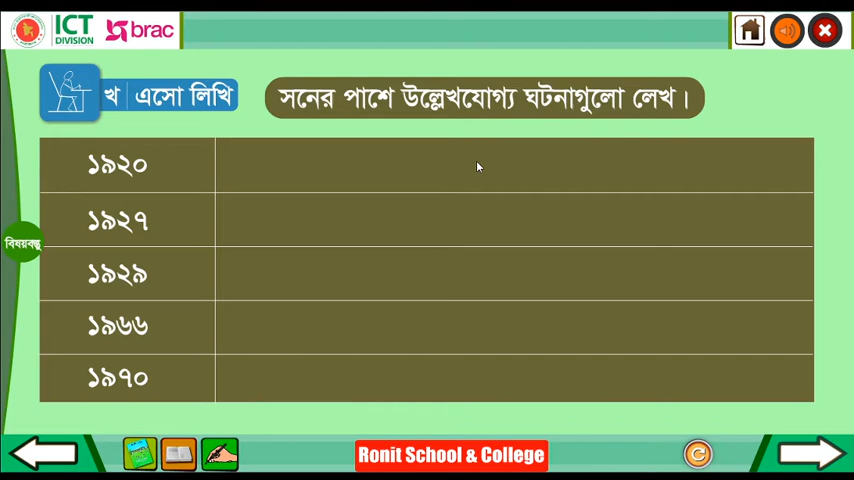 ICT
DIVISION
brac
খ এসো লিখি
সনের পাশে উল্লেখযোগ্য ঘটনাগুলো লেখ।
১৯২০
১৯২৭
বিষয়বস্তু
১৯২৯
১৯৬৬
১৯৭০
Ronit School & College